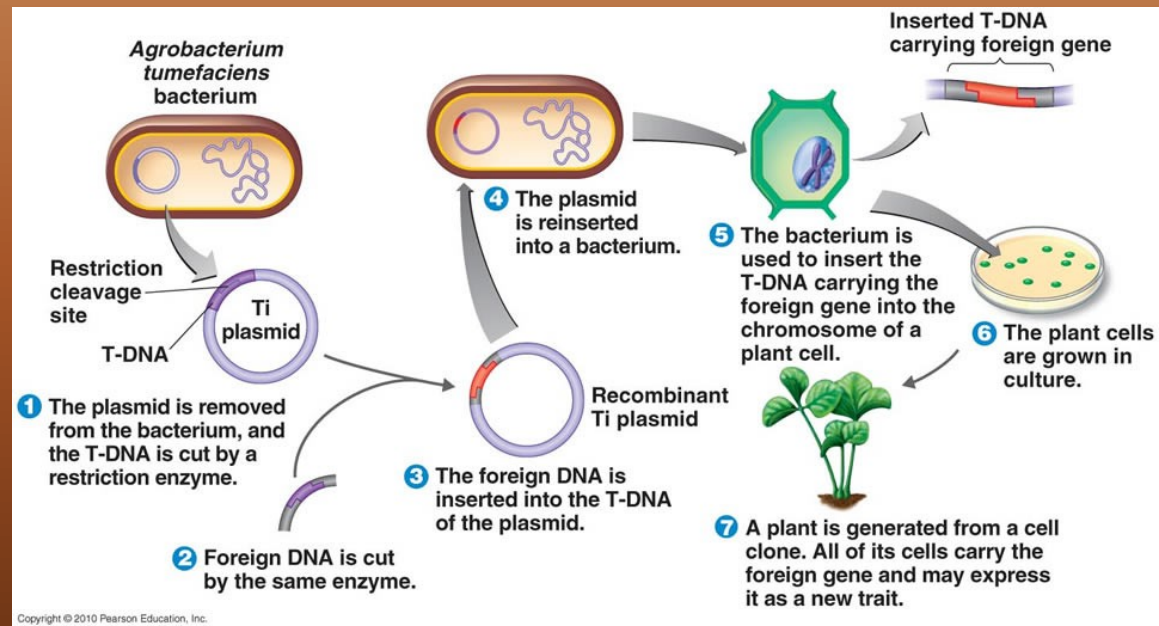 Agrobacterium
tumefaciens
bacterium
Restriction
cleavage
site
Ti
plasmid
T-DNA
1 The plasmid is removed
from the bacterium, and
the T-DNA is cut by a
restriction enzyme.
2 Foreign DNA is cut
by the same enzyme.
3 The foreign DNA is
inserted into the T-DNA
of the plasmid.
Recombinant
Ti plasmid
4 The plasmid
is reinserted
into a bacterium.
5 The bacterium is
used to insert the
T-DNA carrying the
foreign gene into the
chromosome of a
plant cell.
Inserted T-DNA
carrying foreign gene
6 The plant cells
are grown in
culture.
7 A plant is generated from a cell
clone. All of its cells carry the
foreign gene and may express
it as a new trait.
Copyright © 2010 Pearson Education, Inc.